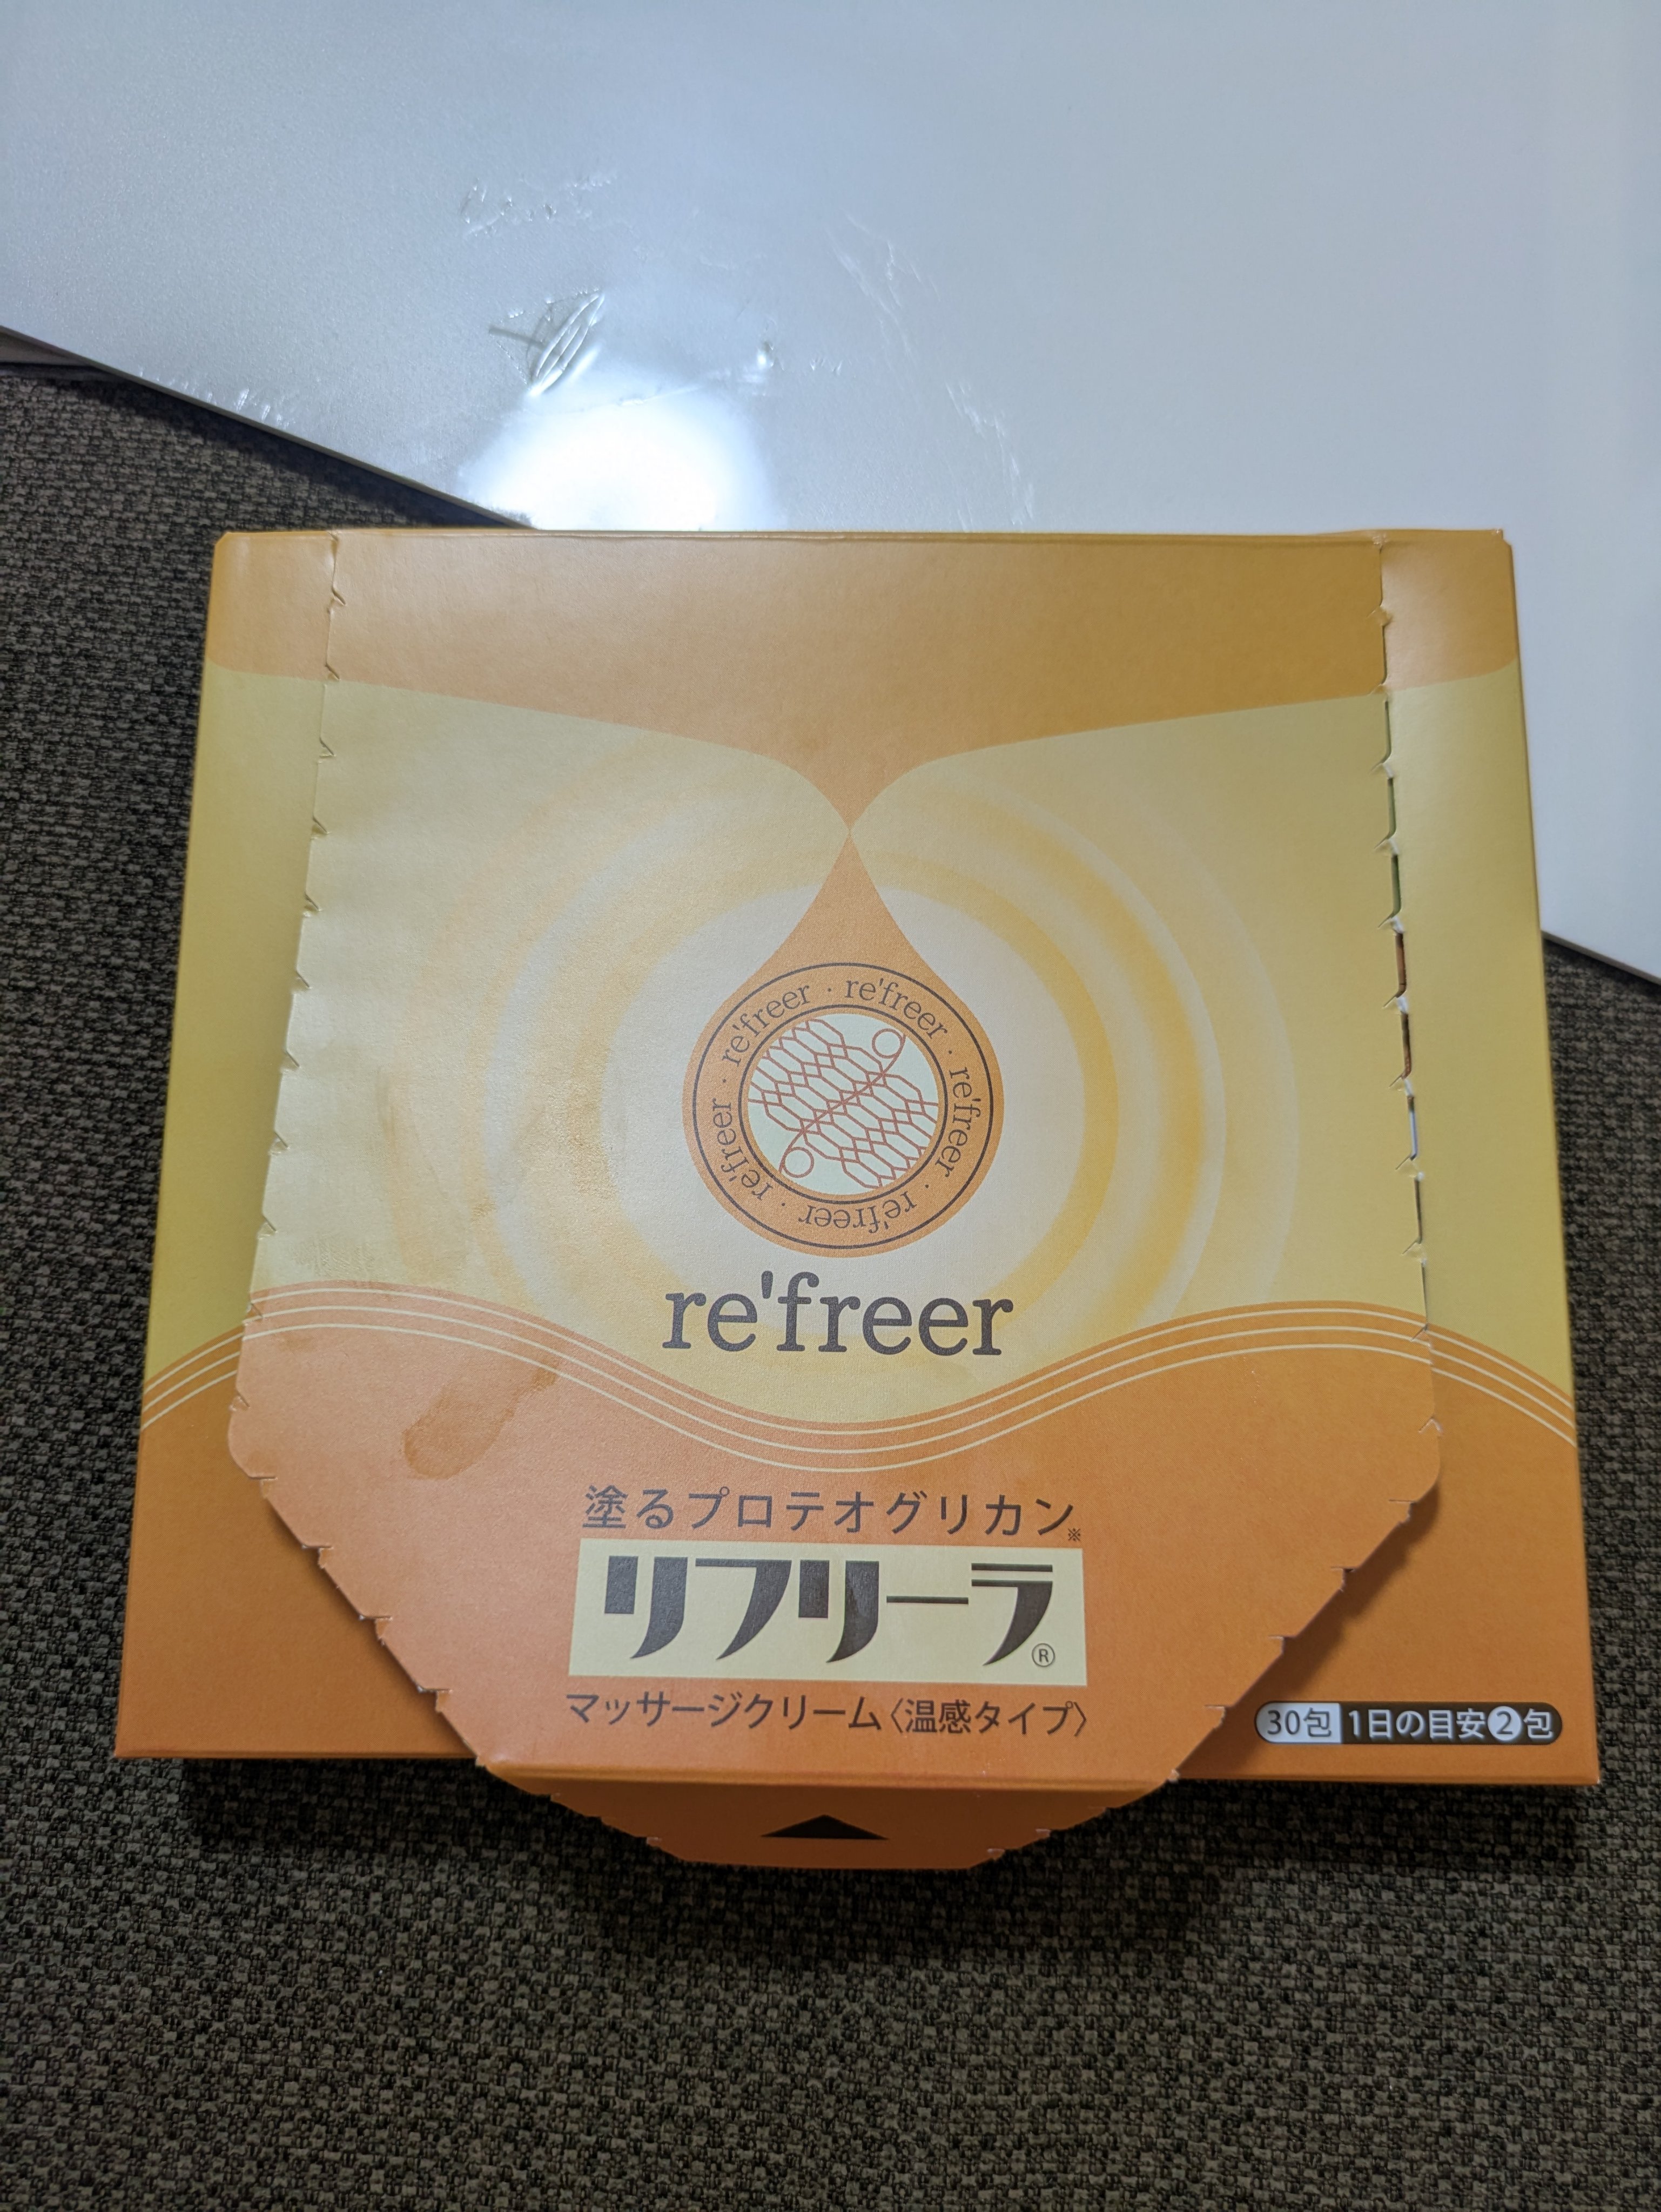 re'freer · re'freer · re'freer · re'freer · re'freer · re'freer ·
re'freer
塗るプロテオグリカン※
リフリーラ®
マッサージクリーム〈温感タイプ〉
30包 1日の目安2包